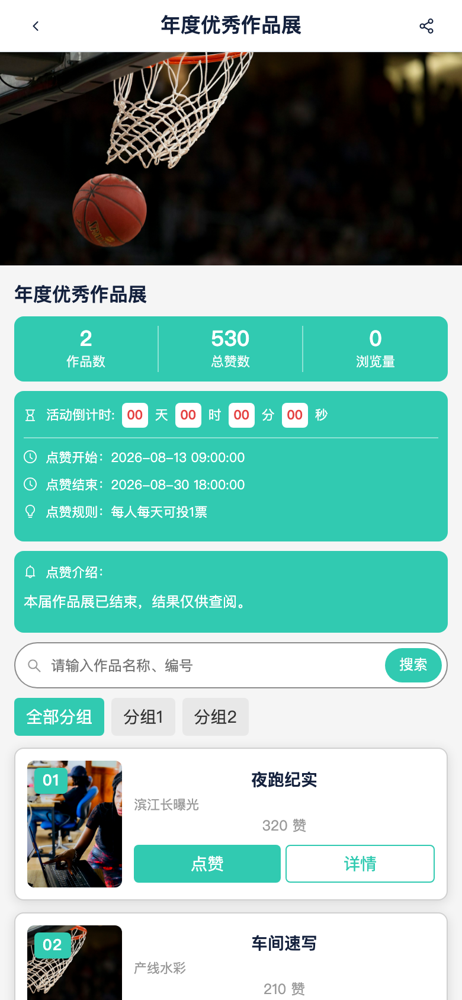 年度优秀作品展
年度优秀作品展
2 530 0
作品数 总赞数 浏览量
活动倒计时: 00 天 00 时 00 分 00 秒
点赞开始：2026-08-13 09:00:00
点赞结束：2026-08-30 18:00:00
点赞规则：每人每天可投1票
点赞介绍：
本届作品展已结束，结果仅供查阅。
请输入作品名称、编号 搜索
全部分组 分组1 分组2
01
夜跑纪实
滨江长曝光
320 赞
点赞 详情
02
车间速写
产线水彩
210 赞